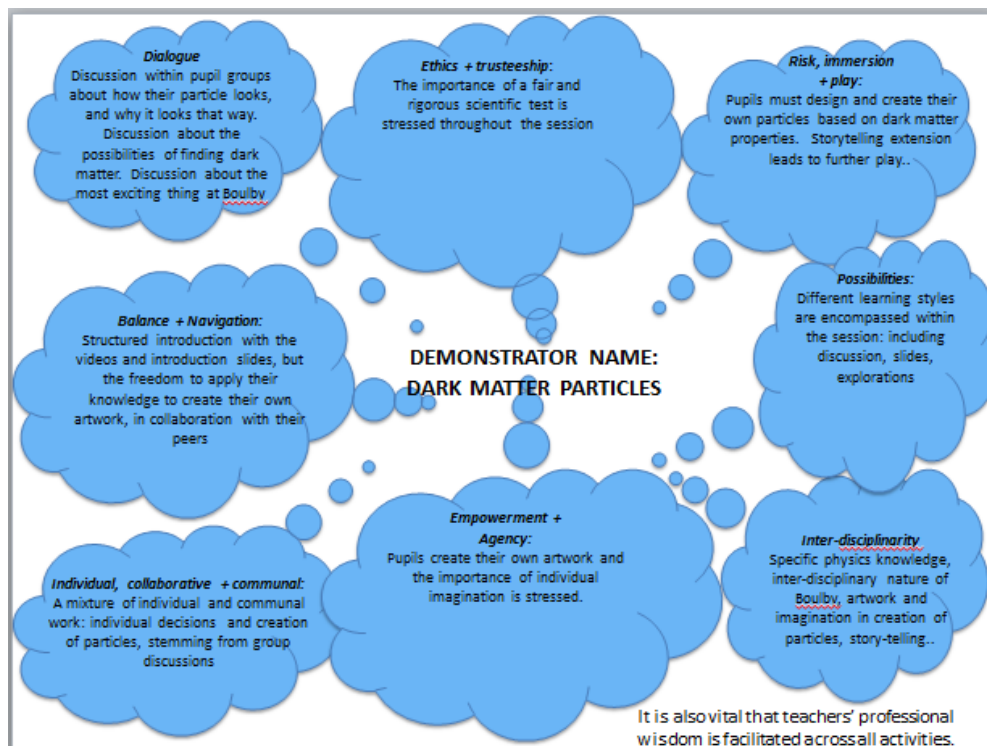 Dialogue
Discussion within pupil groups
about how their particle looks,
and why it looks that way.
Discussion about the
possibilities of finding dark
matter. Discussion about the
most exciting thing at Boulby
Ethics + trusteeship:
The importance of a fair and
rigorous scientific test is
stressed throughout the session
Risk, immersion
+ play:
Pupils must design and create their
own particles based on dark matter
properties. Storytelling extension
leads to further play..
Balance + Navigation:
Structured introduction with the
videos and introduction slides, but
the freedom to apply their
knowledge to create their own
artwork, in collaboration with their
peers
DEMONSTRATOR NAME:
DARK MATTER PARTICLES
Possibilities:
Different learning styles
are encompassed within
the session: including
discussion, slides,
explorations
Individual, collaborative + communal:
A mixture of individual and communal
work: individual decisions and creation
of particles, stemming from group
discussions
Empowerment +
Agency:
Pupils create their own artwork and
the importance of individual
imagination is stressed.
Inter-disciplinarity
Specific physics knowledge,
inter-disciplinary nature of
Boulby, artwork and
imagination in creation of
particles, story-telling..
It is also vital that teachers' professional
wisdom is facilitated across all activities.